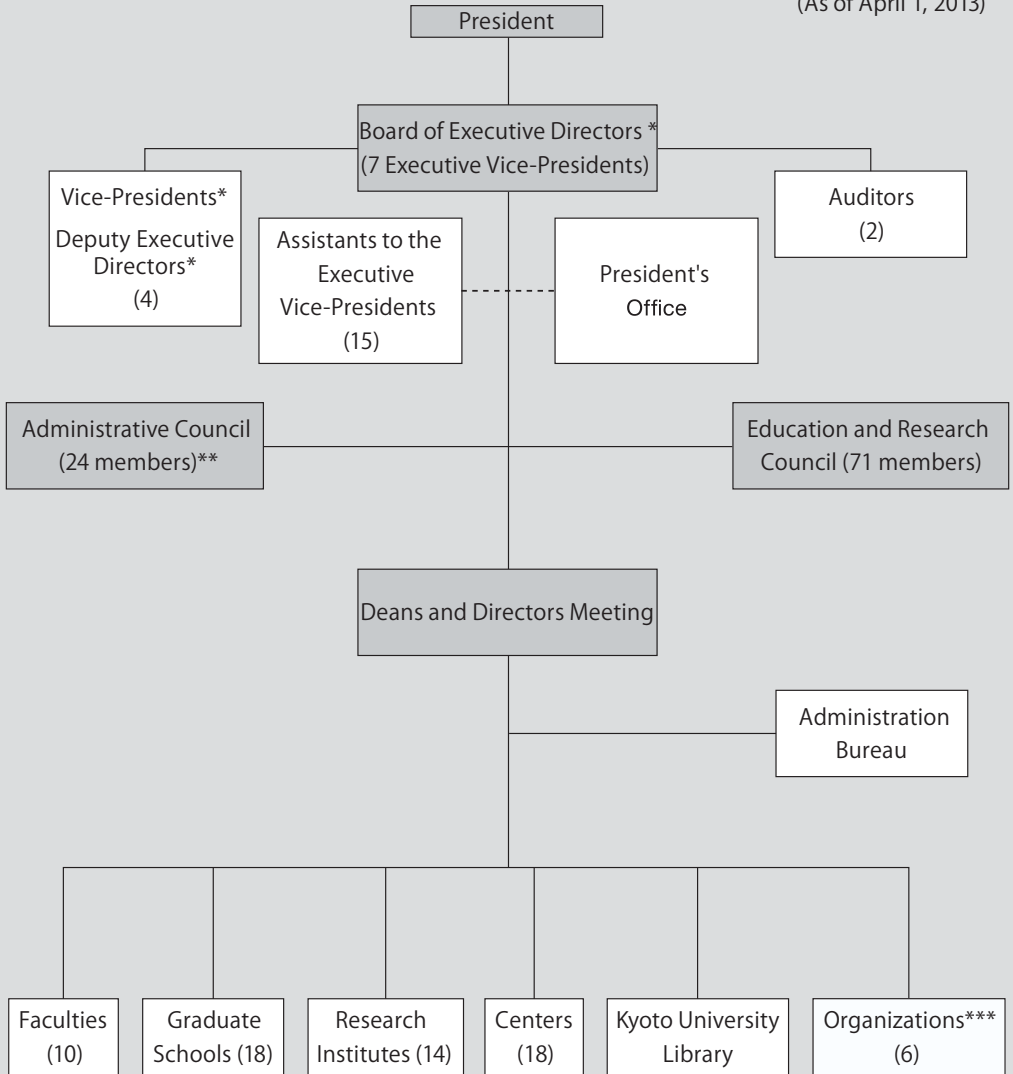 (As of April 1, 2013)
President
Board of Executive Directors *
(7 Executive Vice-Presidents)
Vice-Presidents*
Deputy Executive
Directors*
(4)
Auditors
(2)
Assistants to the
Executive
Vice-Presidents
(15)
President's
Office
Administrative Council
(24 members)**
Education and Research
Council (71 members)
Deans and Directors Meeting
Administration
Bureau
Faculties
(10)
Graduate
Schools (18)
Research
Institutes (14)
Centers
(18)
Kyoto University
Library
Organizations***
(6)